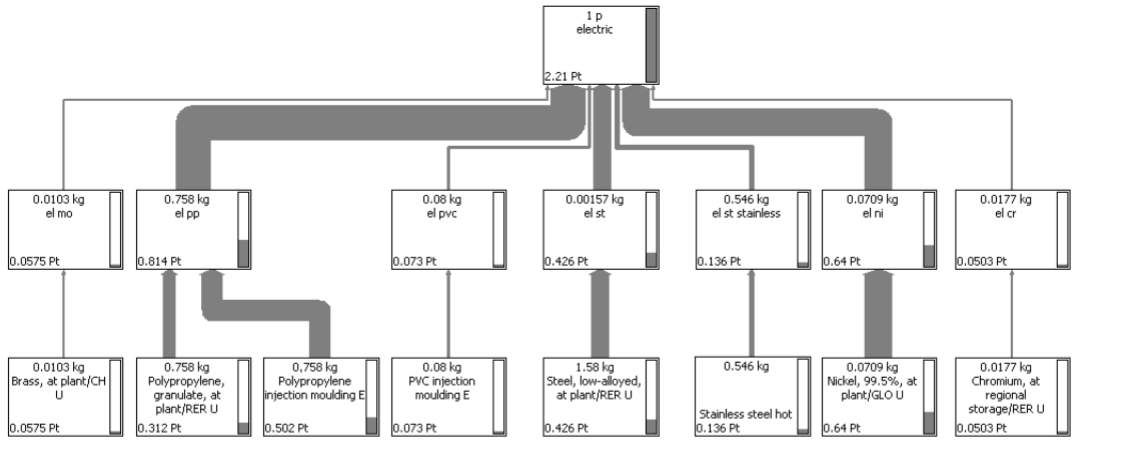 1 p
electric
2.21 Pt
0.0103 kg
el mo
0.0575 Pt
0.758 kg
el pp
0.814 Pt
0.08 kg
el pvc
0.073 Pt
0.00157 kg
el st
0.426 Pt
0.546 kg
el st stainless
0.136 Pt
0.0709 kg
el ni
0.64 Pt
0.0177 kg
el cr
0.0503 Pt
0.0103 kg
Brass, at plant/CH
U
0.0575 Pt
0.758 kg
Polypropylene,
granulate, at
plant/RER U
0.312 Pt
0,758 kg
Polypropylene
injection moulding E
0.502 Pt
0.08 kg
PVC injection
moulding E
0.073 Pt
1.58 kg
Steel, low-alloyed,
at plant/RER U
0.426 Pt
0.546 kg
Stainless steel hot
0.136 Pt
0.0709 kg
Nickel, 99.5%, at
plant/GLO U
0.64 Pt
0.0177 kg
Chromium, at
regional
storage/RER U
0.0503 Pt